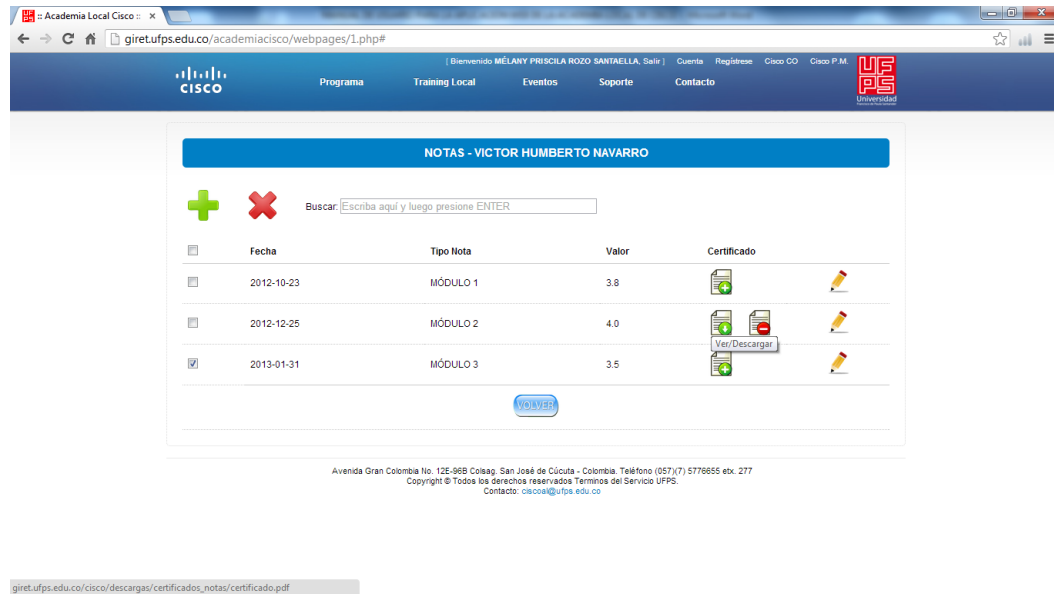 :: Academia Local Cisco ::
giret.ufps.edu.co/academiacisco/webpages/1.php#
[ Bienvenido MÉLANY PRISCILA ROZO SANTAELLA, Salir ] Cuenta Regístrese Cisco CO Cisco P.M.
CISCO
Programa Training Local Eventos Soporte Contacto
UFPS
Universidad
NOTAS - VICTOR HUMBERTO NAVARRO
Buscar: Escriba aquí y luego presione ENTER
Fecha Tipo Nota Valor Certificado
2012-10-23 MÓDULO 1 3.8
2012-12-25 MÓDULO 2 4.0
Ver/Descargar
2013-01-31 MÓDULO 3 3.5
VOLVER
Avenida Gran Colombia No. 12E-96B Colsag. San José de Cúcuta - Colombia. Teléfono (057)(7) 5776655 etx. 277
Copyright © Todos los derechos reservados Terminos del Servicio UFPS.
Contacto: ciscoal@ufps.edu.co
giret.ufps.edu.co/cisco/descargas/certificados_notas/certificado.pdf